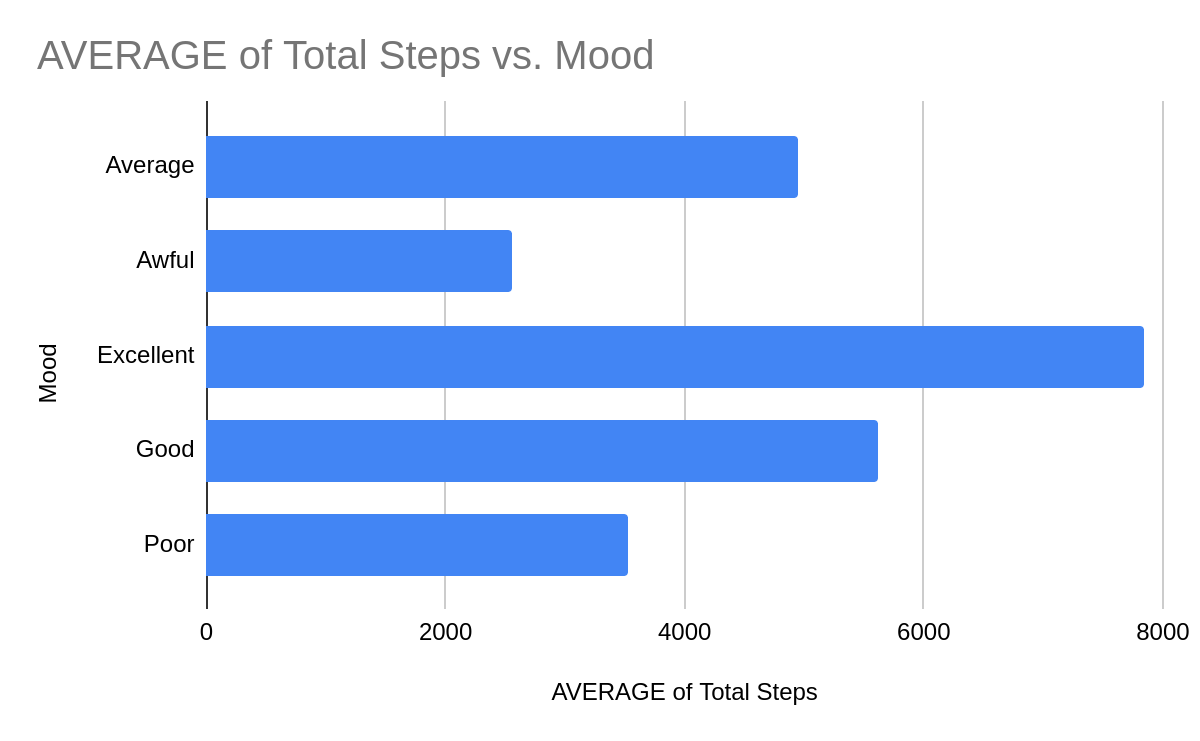 AVERAGE of Total Steps vs. Mood
Mood
Average
Awful
Excellent
Good
Poor
0 2000 4000 6000 8000
AVERAGE of Total Steps